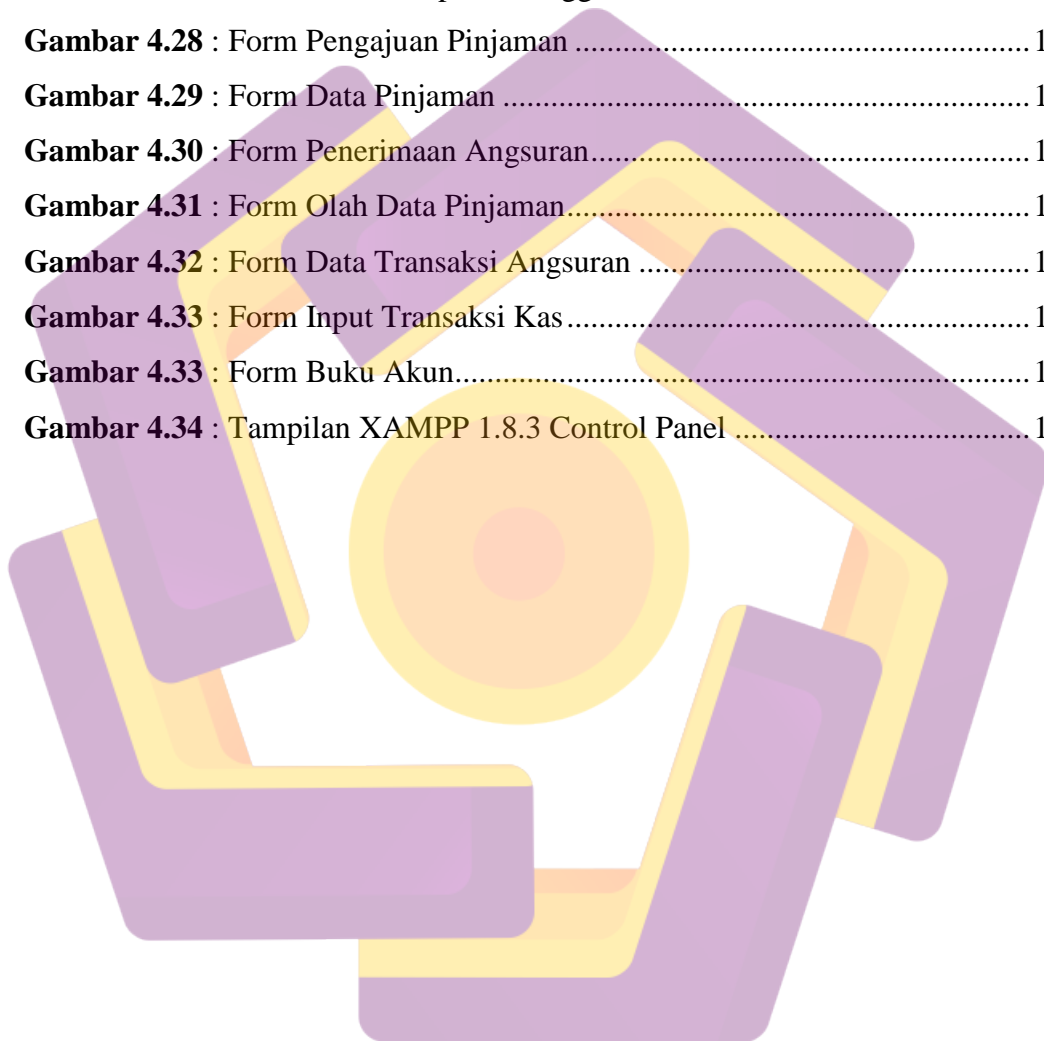 Gambar 4.28 : Form Pengajuan Pinjaman ........................................................ 1
Gambar 4.29 : Form Data Pinjaman ................................................................. 1
Gambar 4.30 : Form Penerimaan Angsuran...................................................... 1
Gambar 4.31 : Form Olah Data Pinjaman......................................................... 1
Gambar 4.32 : Form Data Transaksi Angsuran ................................................ 1
Gambar 4.33 : Form Input Transaksi Kas ......................................................... 1
Gambar 4.33 : Form Buku Akun....................................................................... 1
Gambar 4.34 : Tampilan XAMPP 1.8.3 Control Panel .................................... 1